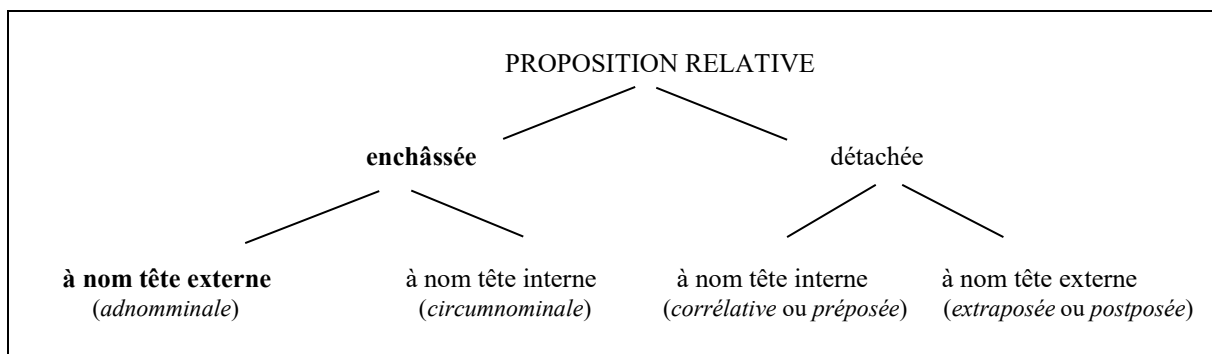 PROPOSITION RELATIVE
enchâssée détachée
à nom tête externe à nom tête interne à nom tête interne à nom tête externe
(adnomminale) (circumnominale) (corrélative ou préposée) (extraposée ou postposée)